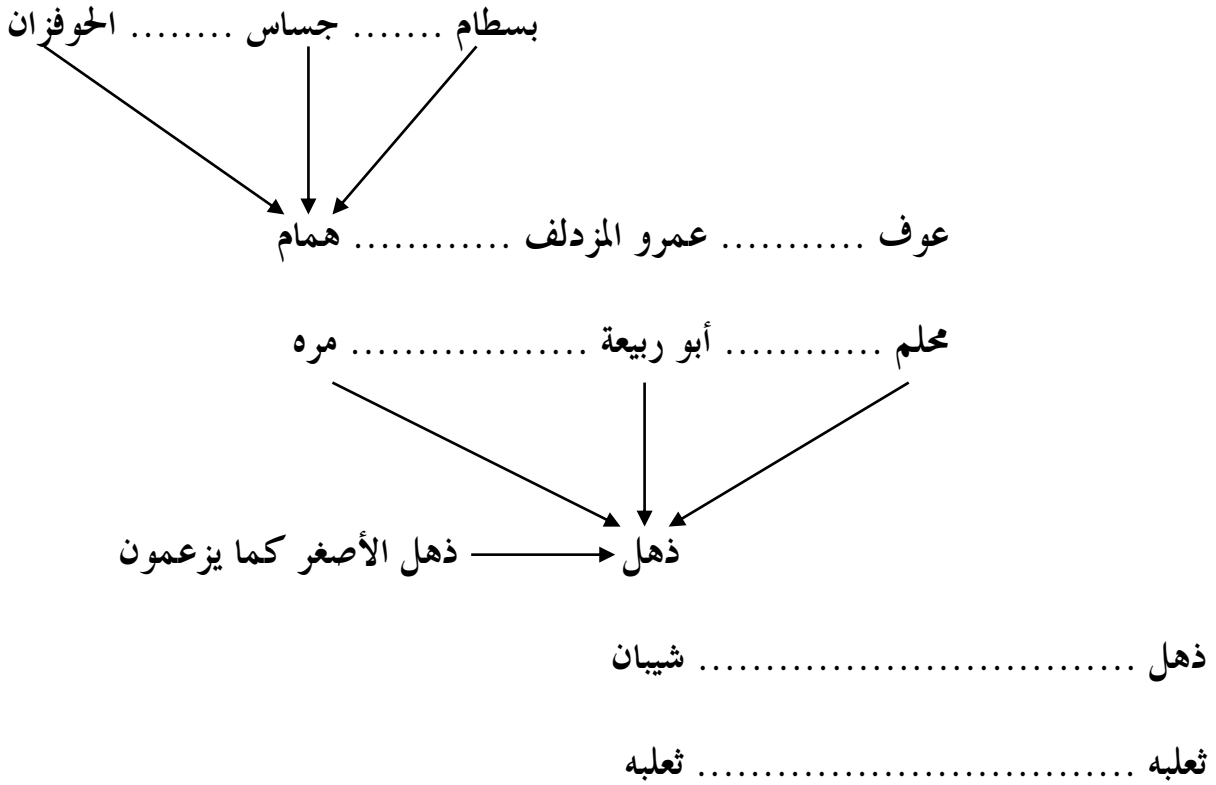 بسطام ....... جساس ........ الحوفزان
عوف ........... عمرو المزدلف ............ همام
محلم ............ أبو ربيعة .................. مره
ذهل ذهل الأصغر كما يزعمون
ذهل ................................. شيبان
ثعلبه ................................. ثعلبه